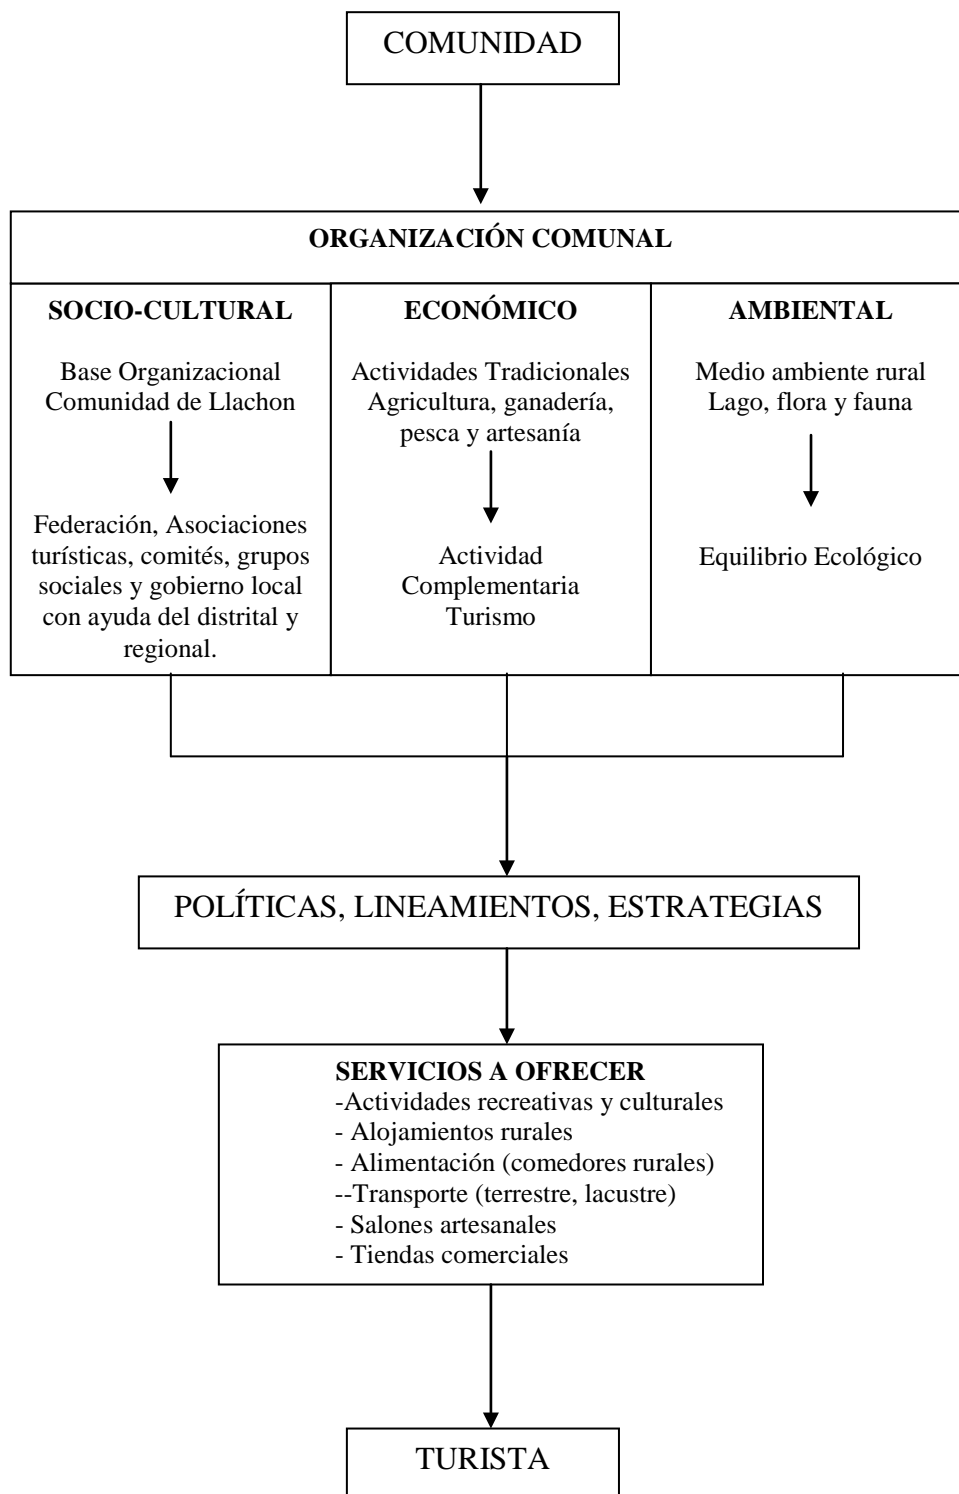 COMUNIDAD
ORGANIZACIÓN COMUNAL
SOCIO-CULTURAL
Base Organizacional
Comunidad de Llachon
Federación, Asociaciones
turísticas, comités, grupos
sociales y gobierno local
con ayuda del distrital y
regional.
ECONÓMICO
Actividades Tradicionales
Agricultura, ganadería,
pesca y artesanía
Actividad
Complementaria
Turismo
AMBIENTAL
Medio ambiente rural
Lago, flora y fauna
Equilibrio Ecológico
POLÍTICAS, LINEAMIENTOS, ESTRATEGIAS
SERVICIOS A OFRECER
-Actividades recreativas y culturales
- Alojamientos rurales
- Alimentación (comedores rurales)
--Transporte (terrestre, lacustre)
- Salones artesanales
- Tiendas comerciales
TURISTA